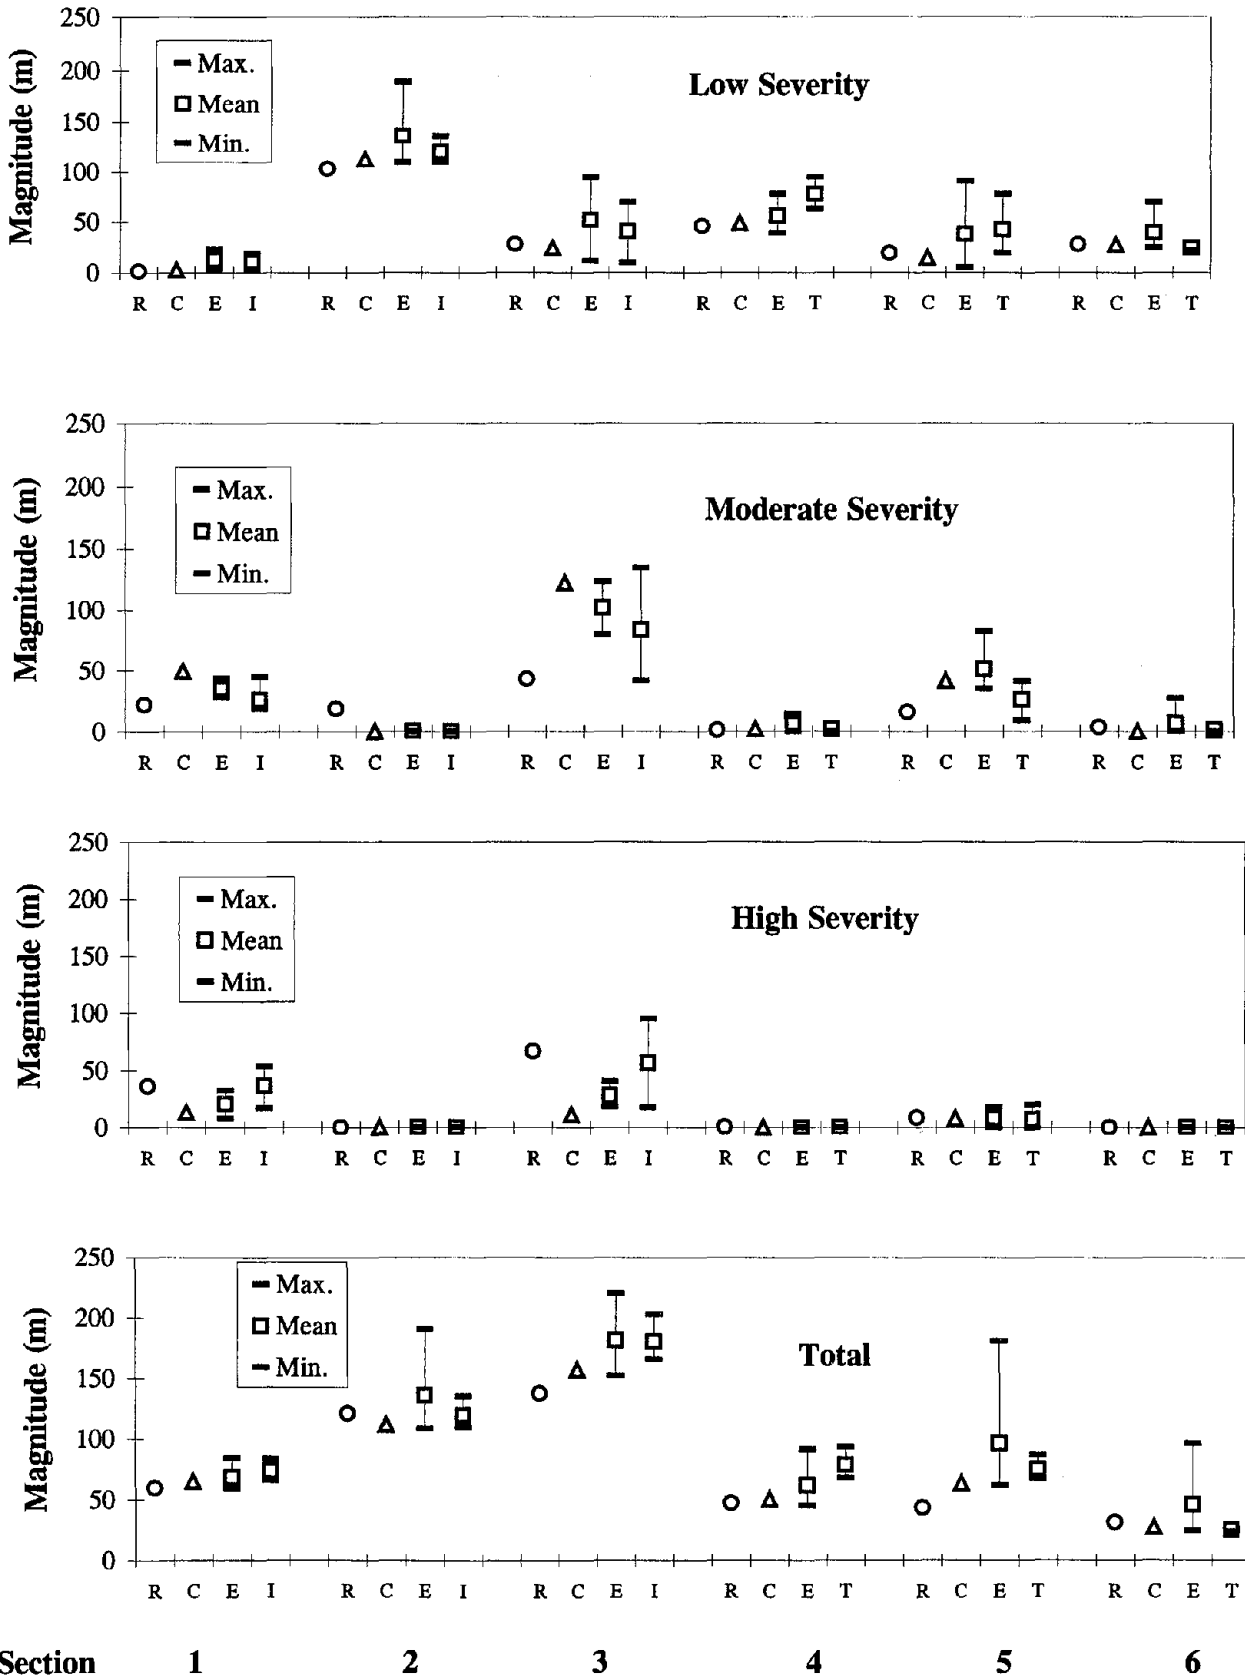 250
200
150
100
50
0
Magnitude (m)
Max.
Mean
Min.
Low Severity
R C E I R C E I R C E I R C E T R C E T R C E T
250
200
150
100
50
0
Magnitude (m)
Max.
Mean
Min.
Moderate Severity
R C E I R C E I R C E I R C E T R C E T R C E T
250
200
150
100
50
0
Magnitude (m)
Max.
Mean
Min.
High Severity
R C E I R C E I R C E I R C E T R C E T R C E T
250
200
150
100
50
0
Magnitude (m)
Max.
Mean
Min.
Total
R C E I R C E I R C E I R C E T R C E T R C E T
Section 1 2 3 4 5 6